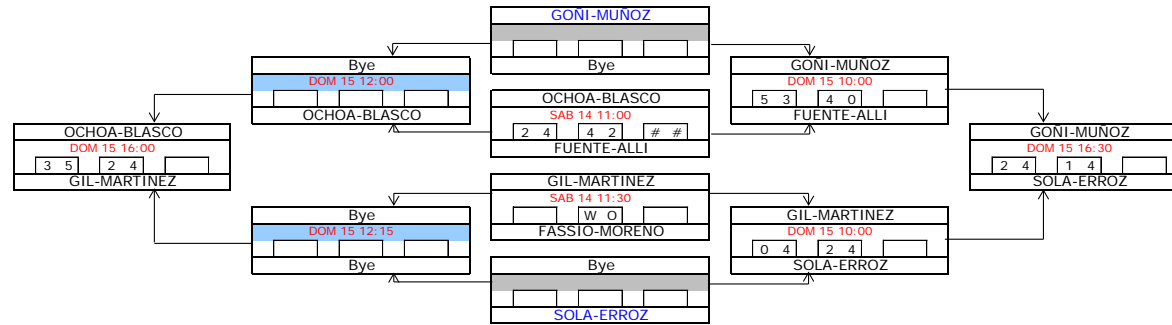 GOÑI-MUÑOZ
Bye
Bye
DOM 15 12:00
OCHOA-BLASCO
OCHOA-BLASCO
SAB 14 11:00
2 4 4 2 # #
FUENTE-ALLI
GOÑI-MUÑOZ
DOM 15 10:00
5 3 4 0
FUENTE-ALLI
OCHOA-BLASCO
DOM 15 16:00
3 5 2 4
GIL-MARTINEZ
GOÑI-MUÑOZ
DOM 15 16:30
2 4 1 4
SOLA-ERROZ
GIL-MARTINEZ
SAB 14 11:30
W O
FASSIO-MORENO
Bye
DOM 15 12:15
Bye
GIL-MARTINEZ
DOM 15 10:00
0 4 2 4
SOLA-ERROZ
Bye
SOLA-ERROZ